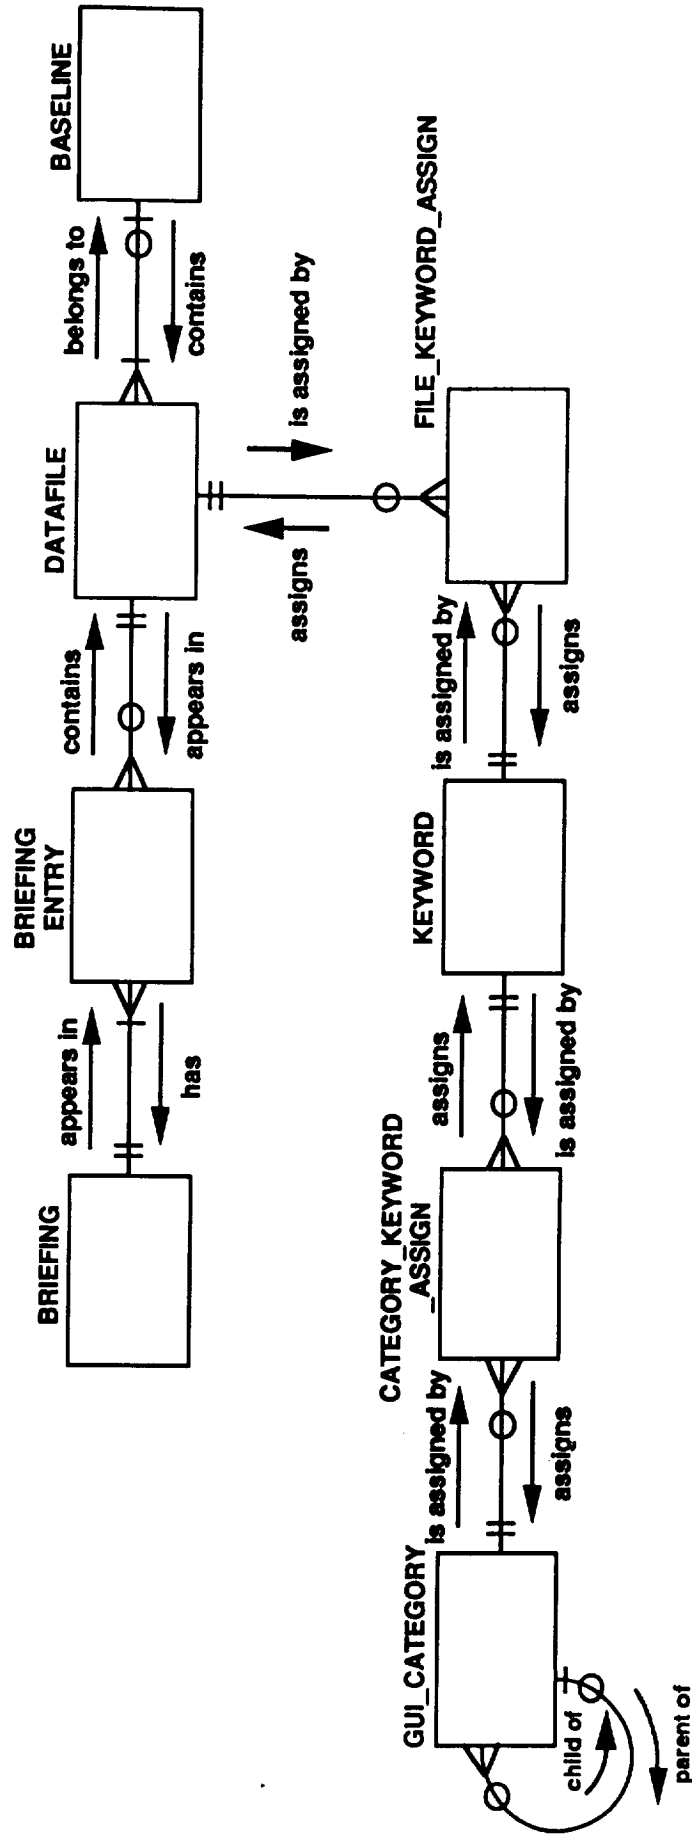 BRIEFING
appears in
has
BRIEFING
ENTRY
contains
appears in
DATAFILE
belongs to
contains
BASELINE
assigns
is assigned by
GUI_CATEGORY
child of
parent of
is assigned by
assigns
CATEGORY_KEYWORD
_ASSIGN
assigns
is assigned by
KEYWORD
is assigned by
assigns
FILE_KEYWORD_ASSIGN